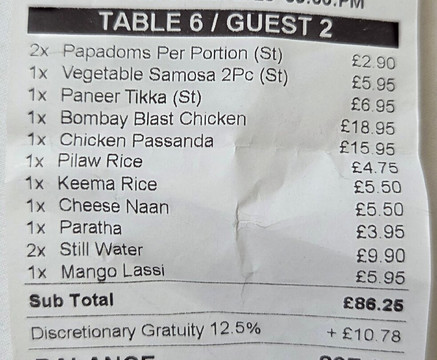 TABLE 6 / GUEST 2
2x Papadoms Per Portion (St) £2.90
1x Vegetable Samosa 2Pc (St) £5.95
1x Paneer Tikka (St) £6.95
1x Bombay Blast Chicken £18.95
1x Chicken Passanda £15.95
1x Pilaw Rice £4.75
1x Keema Rice £5.50
1x Cheese Naan £5.50
1x Paratha £3.95
2x Still Water £9.90
1x Mango Lassi £5.95
Sub Total £86.25
Discretionary Gratuity 12.5% + £10.78